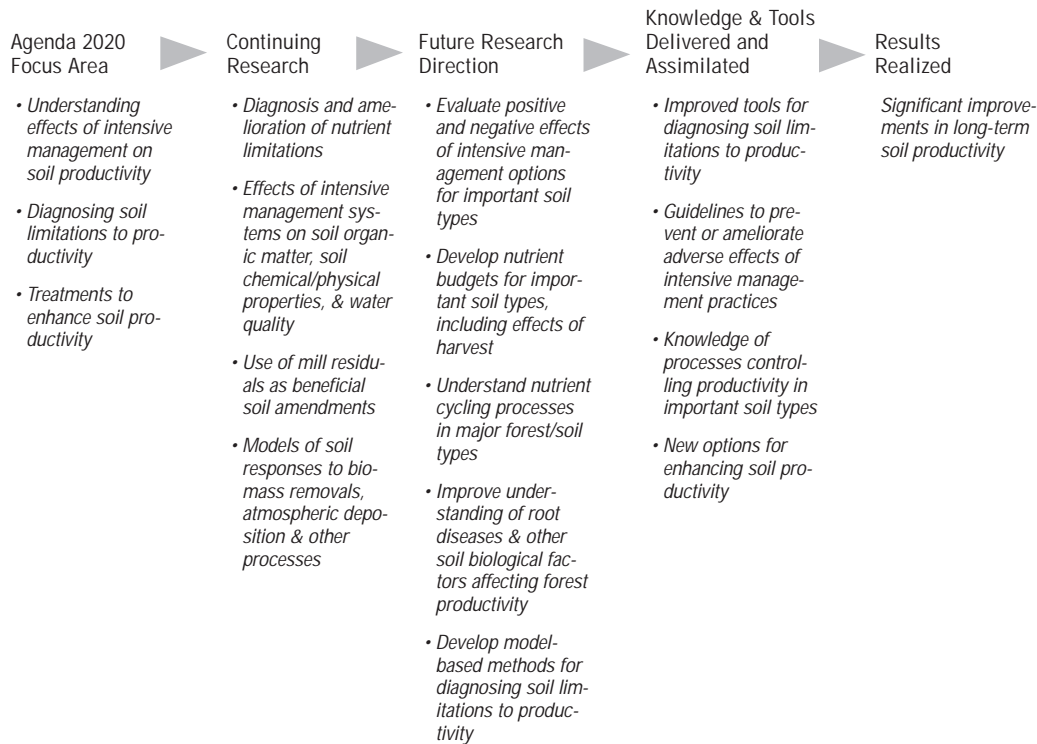 Agenda 2020
Focus Area
• Understanding
effects of intensive
management on
soil productivity
• Diagnosing soil
limitations to pro-
ductivity
• Treatments to
enhance soil pro-
ductivity
Continuing
Research
• Diagnosis and ame-
lioration of nutrient
limitations
• Effects of intensive
management sys-
tems on soil organ-
ic matter, soil
chemical/physical
properties, & water
quality
• Use of mill residu-
als as beneficial
soil amendments
• Models of soil
responses to bio-
mass removals,
atmospheric depo-
sition & other
processes
Future Research
Direction
• Evaluate positive
and negative effects
of intensive man-
agement options
for important soil
types
• Develop nutrient
budgets for impor-
tant soil types,
including effects of
harvest
• Understand nutrient
cycling processes
in major forest/soil
types
• Improve under-
standing of root
diseases & other
soil biological fac-
tors affecting forest
productivity
• Develop model-
based methods for
diagnosing soil lim-
itations to produc-
tivity
Knowledge & Tools
Delivered and
Assimilated
• Improved tools for
diagnosing soil lim-
itations to produc-
tivity
• Guidelines to pre-
vent or ameliorate
adverse effects of
intensive manage-
ment practices
• Knowledge of
processes control-
ling productivity in
important soil types
• New options for
enhancing soil pro-
ductivity
Results
Realized
Significant improve-
ments in long-term
soil productivity